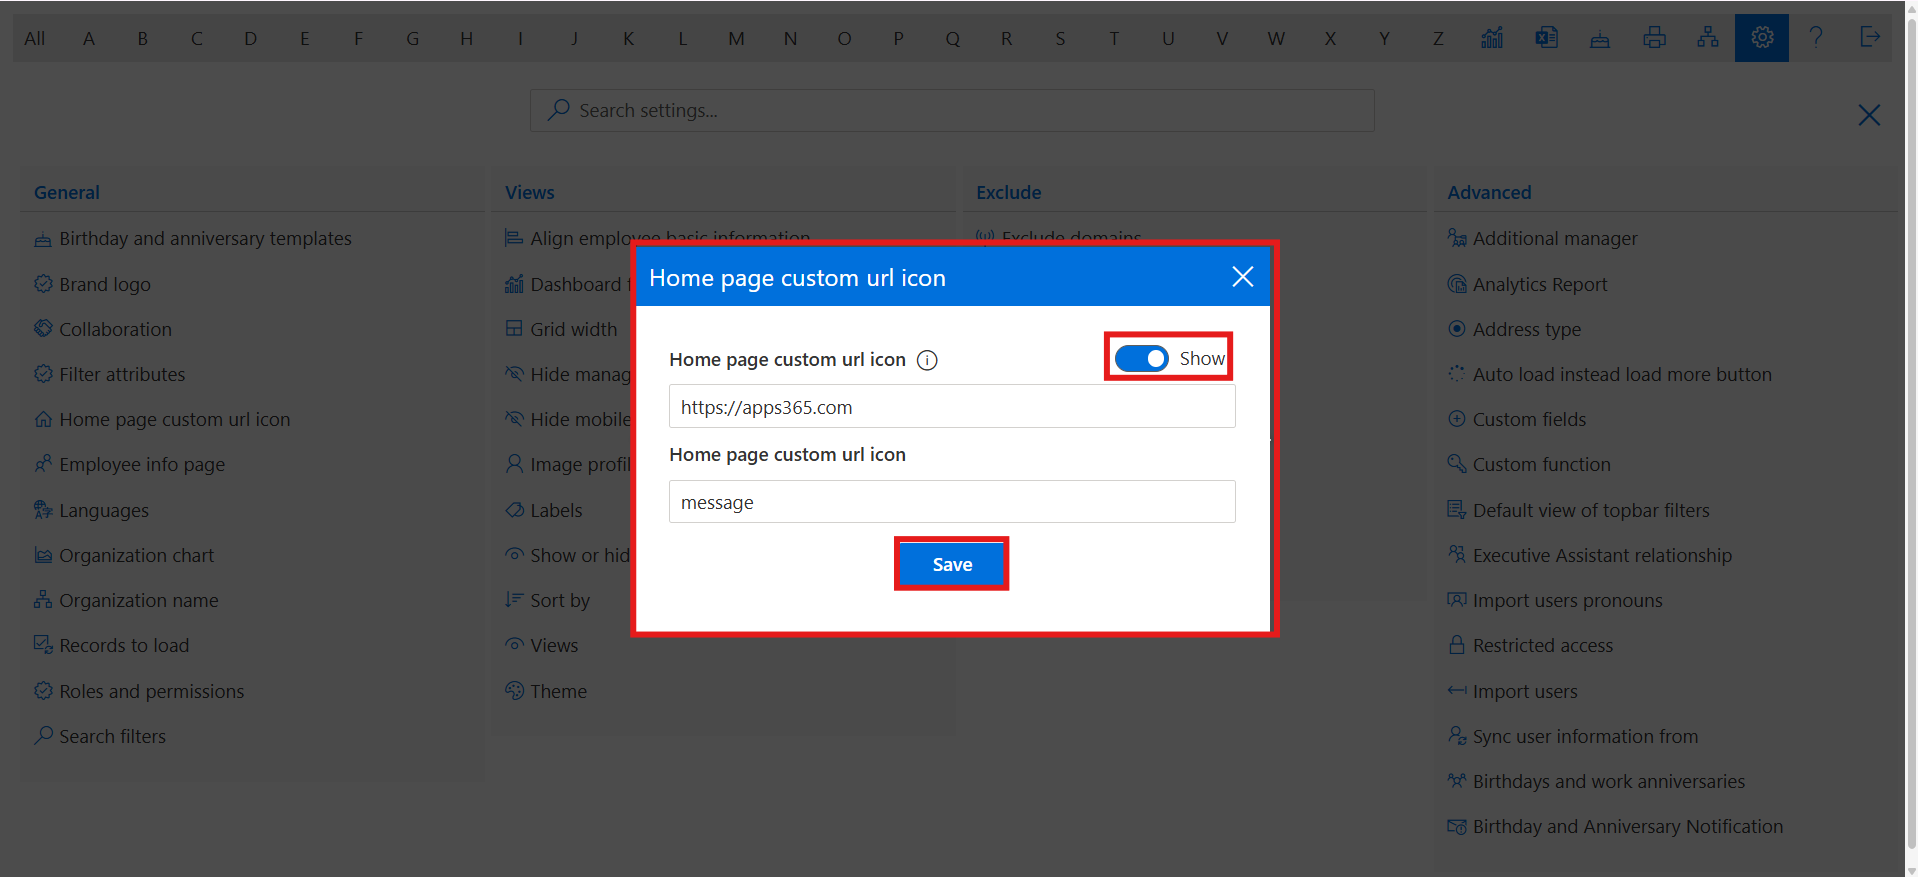 All A B C D E F G H I J K L M N O P Q R S T U V W X Y Z
Search settings...
General
Birthday and anniversary templates
Brand logo
Collaboration
Filter attributes
Home page custom url icon
Employee info page
Languages
Organization chart
Organization name
Records to load
Roles and permissions
Search filters
Views
Align employee basic information
Dashboard
Grid width
Hide manag
Hide mobile
Image profil
Labels
Show or hid
Sort by
Views
Theme
Exclude
Exclude domains
Advanced
Additional manager
Analytics Report
Address type
Auto load instead load more button
Custom fields
Custom function
Default view of topbar filters
Executive Assistant relationship
Import users pronouns
Restricted access
Import users
Sync user information from
Birthdays and work anniversaries
Birthday and Anniversary Notification
Home page custom url icon
Home page custom url icon
Show
https://apps365.com
Home page custom url icon
message
Save